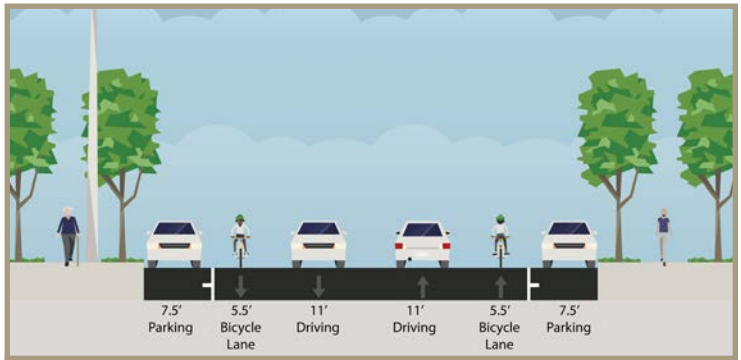 7.5’ 5.5’ 11’ 11’ 5.5’ 7.5’
Parking Bicycle Driving Driving Bicycle Parking
Lane Lane